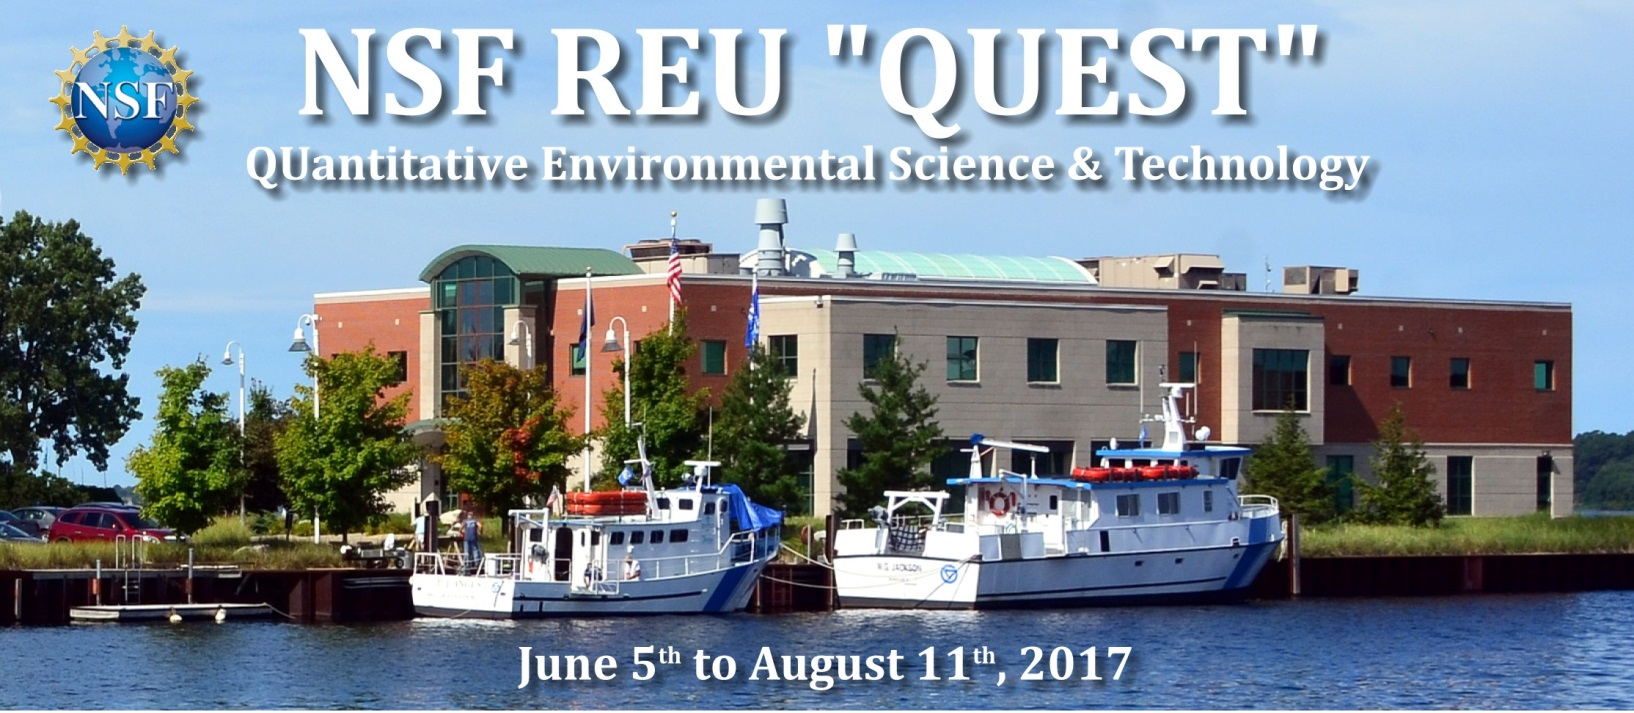 NSF REU "QUEST"
NSF
QUantitative Environmental Science & Technology
W.G. JACKSON
June 5th to August 11th, 2017